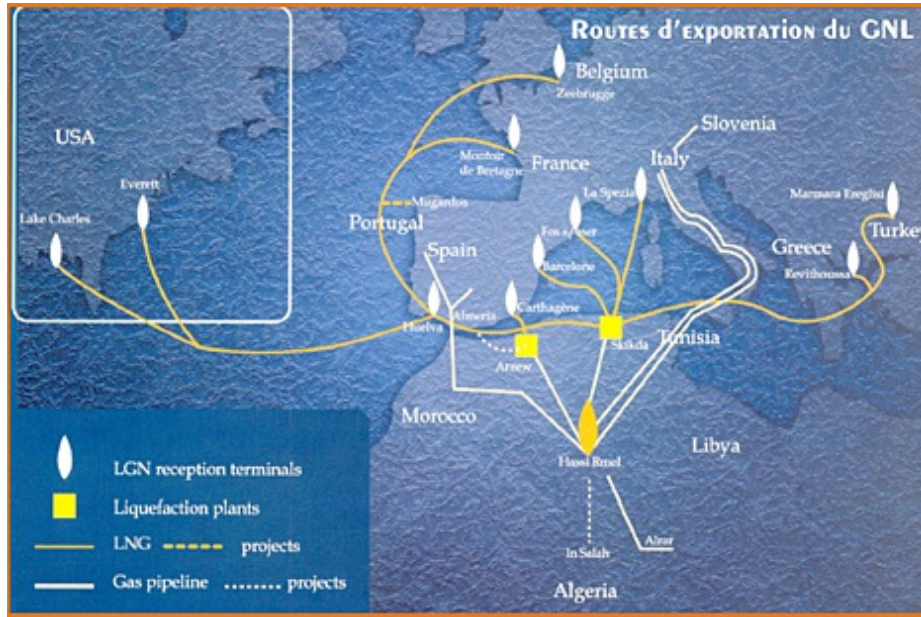 ROUTES D'EXPORTATION DU GNL
Belgium
Zeebrugge
Slovenia
USA
Montoir
de Bretagne
France
Italy
La Spezia
Everett
Marmara Ereglisi
Lake Charles
Mugardos
Portugal
Turkey
Spain
Greece
Barcelone
Revithoussa
Carthagène
Almeria
Huelva
Skikda
Tunisia
Arzew
Morocco
Libya
Hassi Rmel
LGN reception terminals
Liquefaction plants
LNG
projects
In Salah
Alrar
Gas pipeline
projects
Algeria